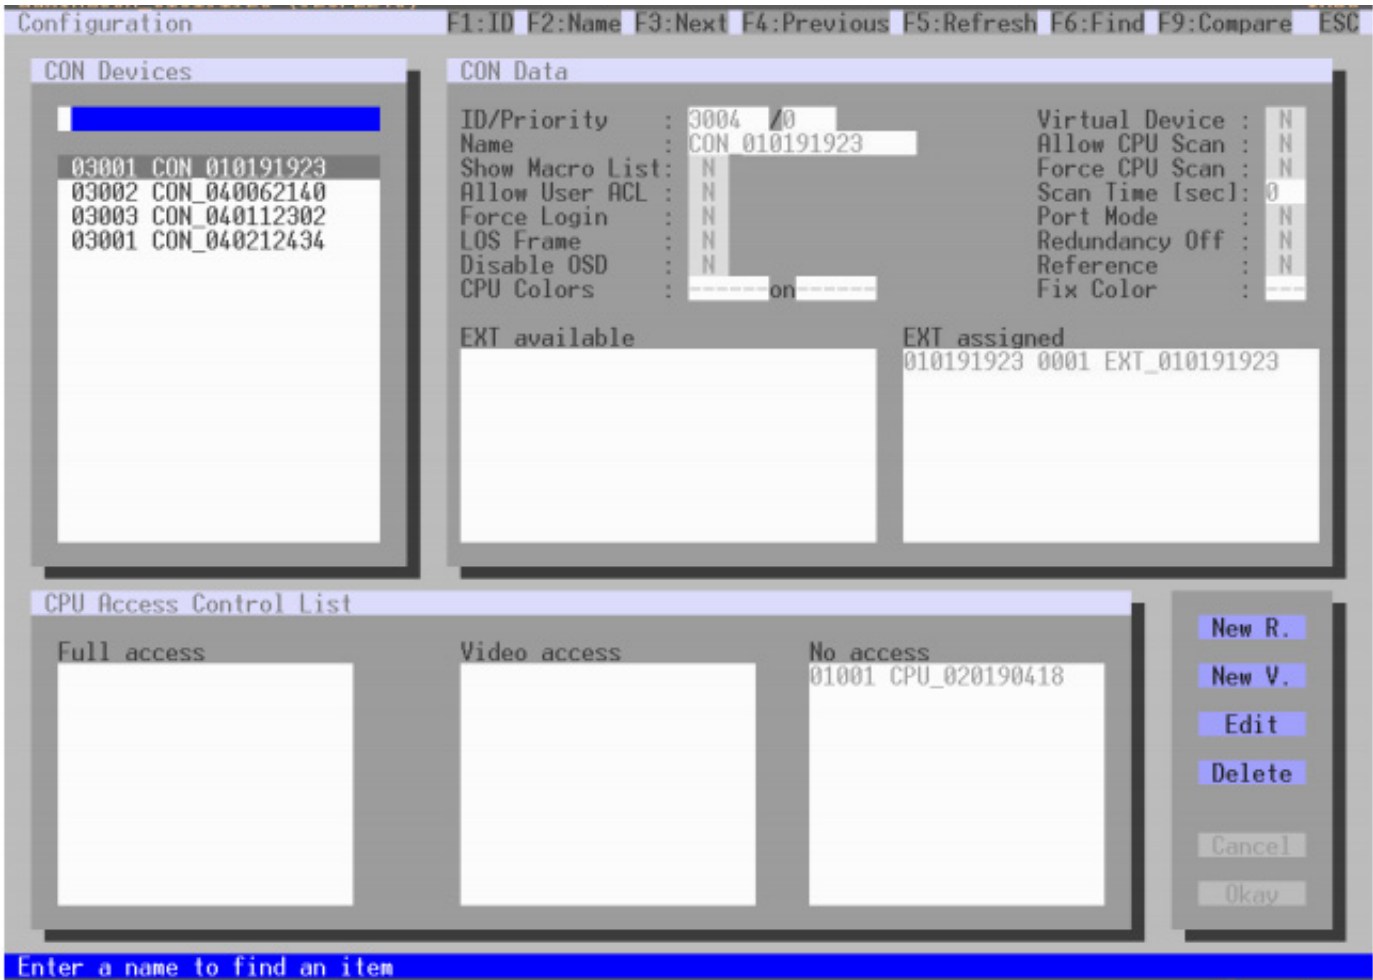 Configuration F1:ID F2:Name F3:Next F4:Previous F5:Refresh F6:Find F9:Compare ESC
CON Devices
03001 CON_010191923
03002 CON_040062140
03003 CON_040112302
03001 CON_040212434
CON Data
ID/Priority : 3004 /0
Name : CON_010191923
Show Macro List: N
Allow User ACL : N
Force Login : N
LOS Frame : N
Disable OSD : N
CPU Colors : ------on------
Virtual Device : N
Allow CPU Scan : N
Force CPU Scan : N
Scan Time [sec]: 0
Port Mode : N
Redundancy Off : N
Reference : N
Fix Color : ---
EXT available
EXT assigned
010191923 0001 EXT_010191923
CPU Access Control List
Full access
Video access
No access
01001 CPU_020190418
New R.
New V.
Edit
Delete
Cancel
Okay
Enter a name to find an item